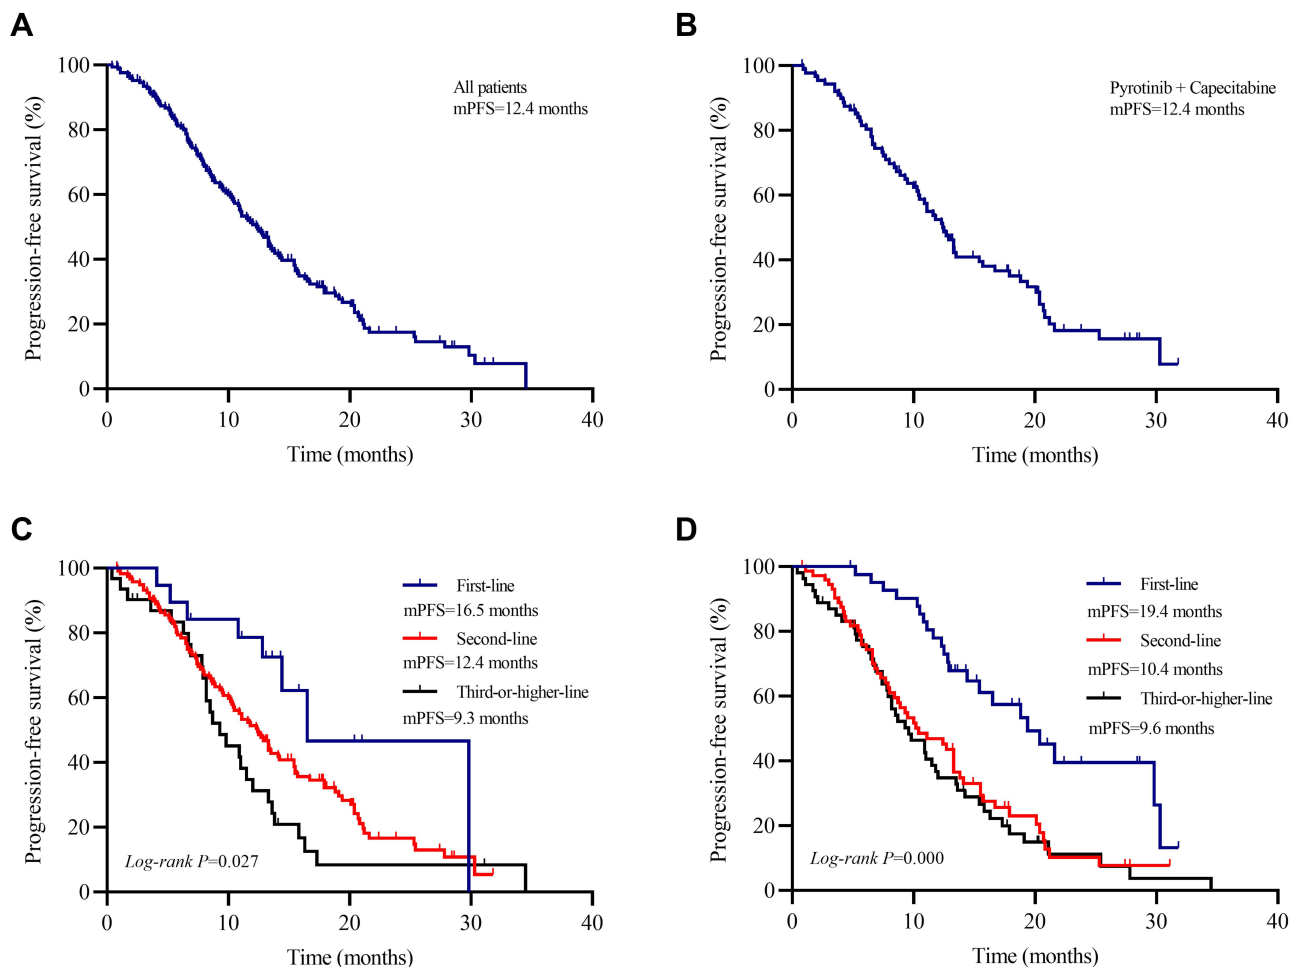 A
Progression-free survival (%)
100
80
60
40
20
0
All patients
mPFS=12.4 months
0 10 20 30 40
Time (months)
B
Progression-free survival (%)
100
80
60
40
20
0
Pyrotinib + Capecitabine
mPFS=12.4 months
0 10 20 30 40
Time (months)
C
Progression-free survival (%)
100
80
60
40
20
0
First-line
mPFS=16.5 months
Second-line
mPFS=12.4 months
Third-or-higher-line
mPFS=9.3 months
Log-rank P=0.027
0 10 20 30 40
Time (months)
D
Progression-free survival (%)
100
80
60
40
20
0
First-line
mPFS=19.4 months
Second-line
mPFS=10.4 months
Third-or-higher-line
mPFS=9.6 months
Log-rank P=0.000
0 10 20 30 40
Time (months)